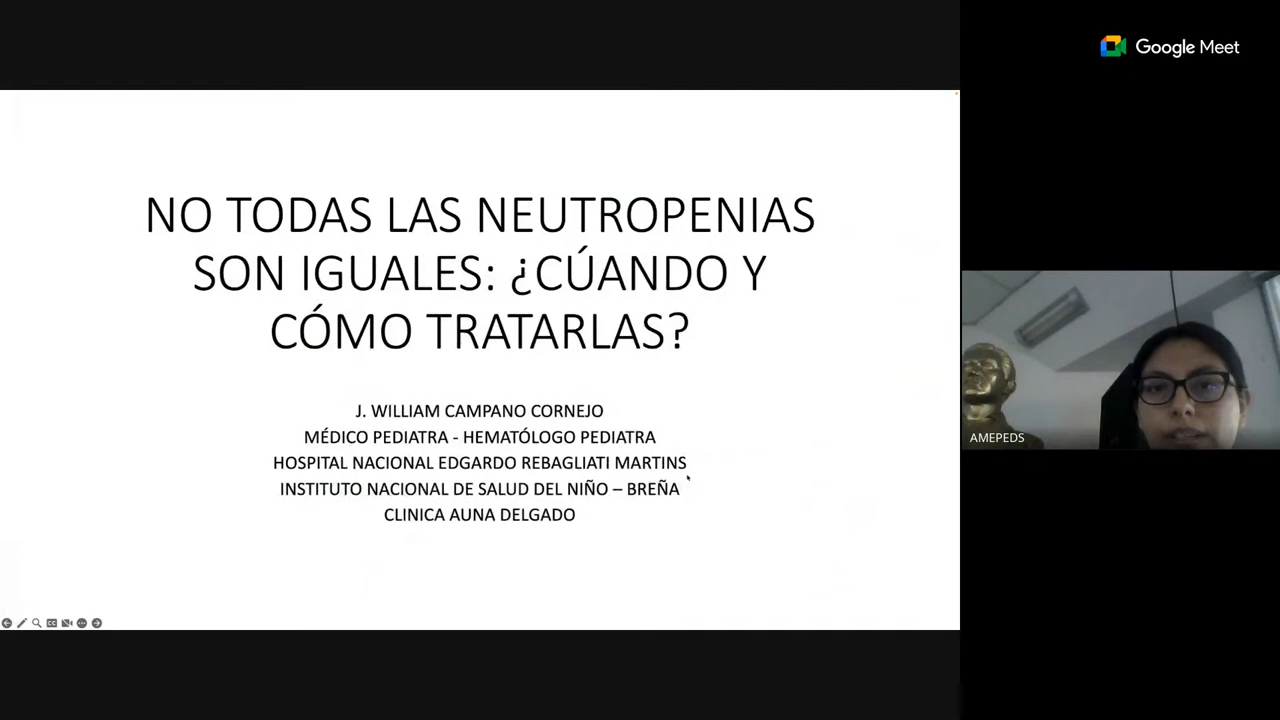 Google Meet
NO TODAS LAS NEUTROPENIAS
SON IGUALES: ¿CÚANDO Y
CÓMO TRATARLAS?
J. WILLIAM CAMPANO CORNEJO
MÉDICO PEDIATRA - HEMATÓLOGO PEDIATRA
HOSPITAL NACIONAL EDGARDO REBAGLIATI MARTINS
INSTITUTO NACIONAL DE SALUD DEL NIÑO – BREÑA
CLINICA AUNA DELGADO
AMEPEDS